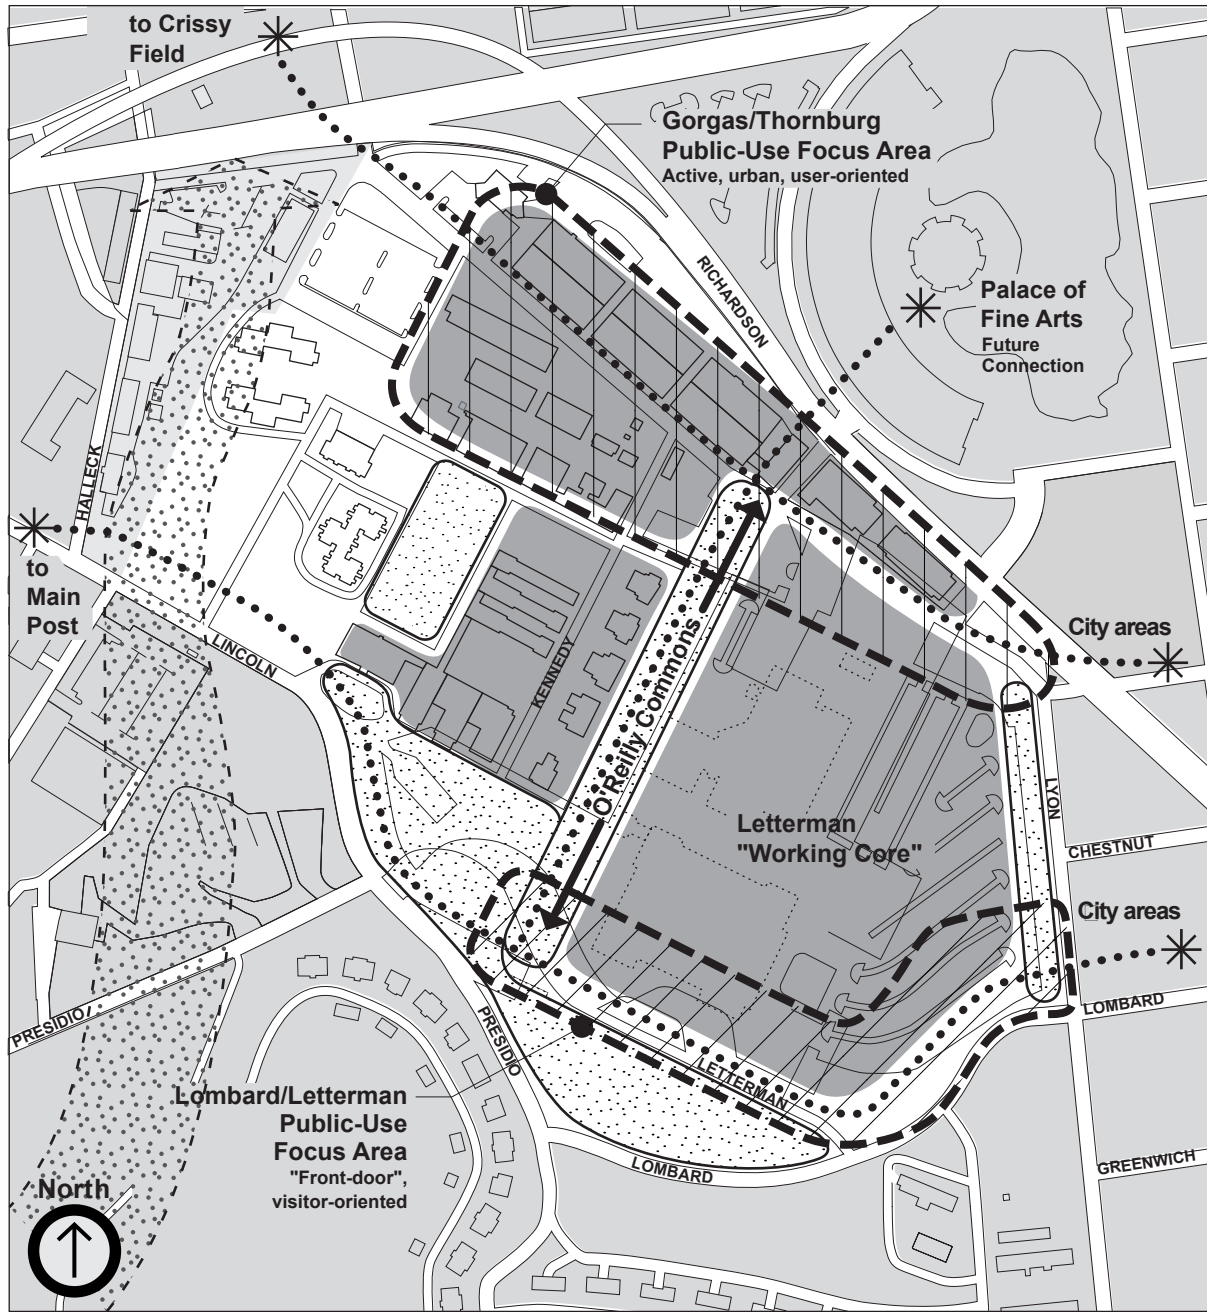 to Crissy
Field
Gorgas/Thornburg
Public-Use Focus Area
Active, urban, user-oriented
RICHARDSON
Palace of
Fine Arts
Future
Connection
HALLECK
to
Main
Post
LINCOLN
KENNEDY
O'Reilly Commons
City areas
Letterman
"Working Core"
LYON
CHESTNUT
City areas
LOMBARD
PRESIDIO
PRESIDIO
LETTERMAN
Lombard/Letterman
Public-Use
Focus Area
"Front-door",
visitor-oriented
LOMBARD
GREENWICH
North